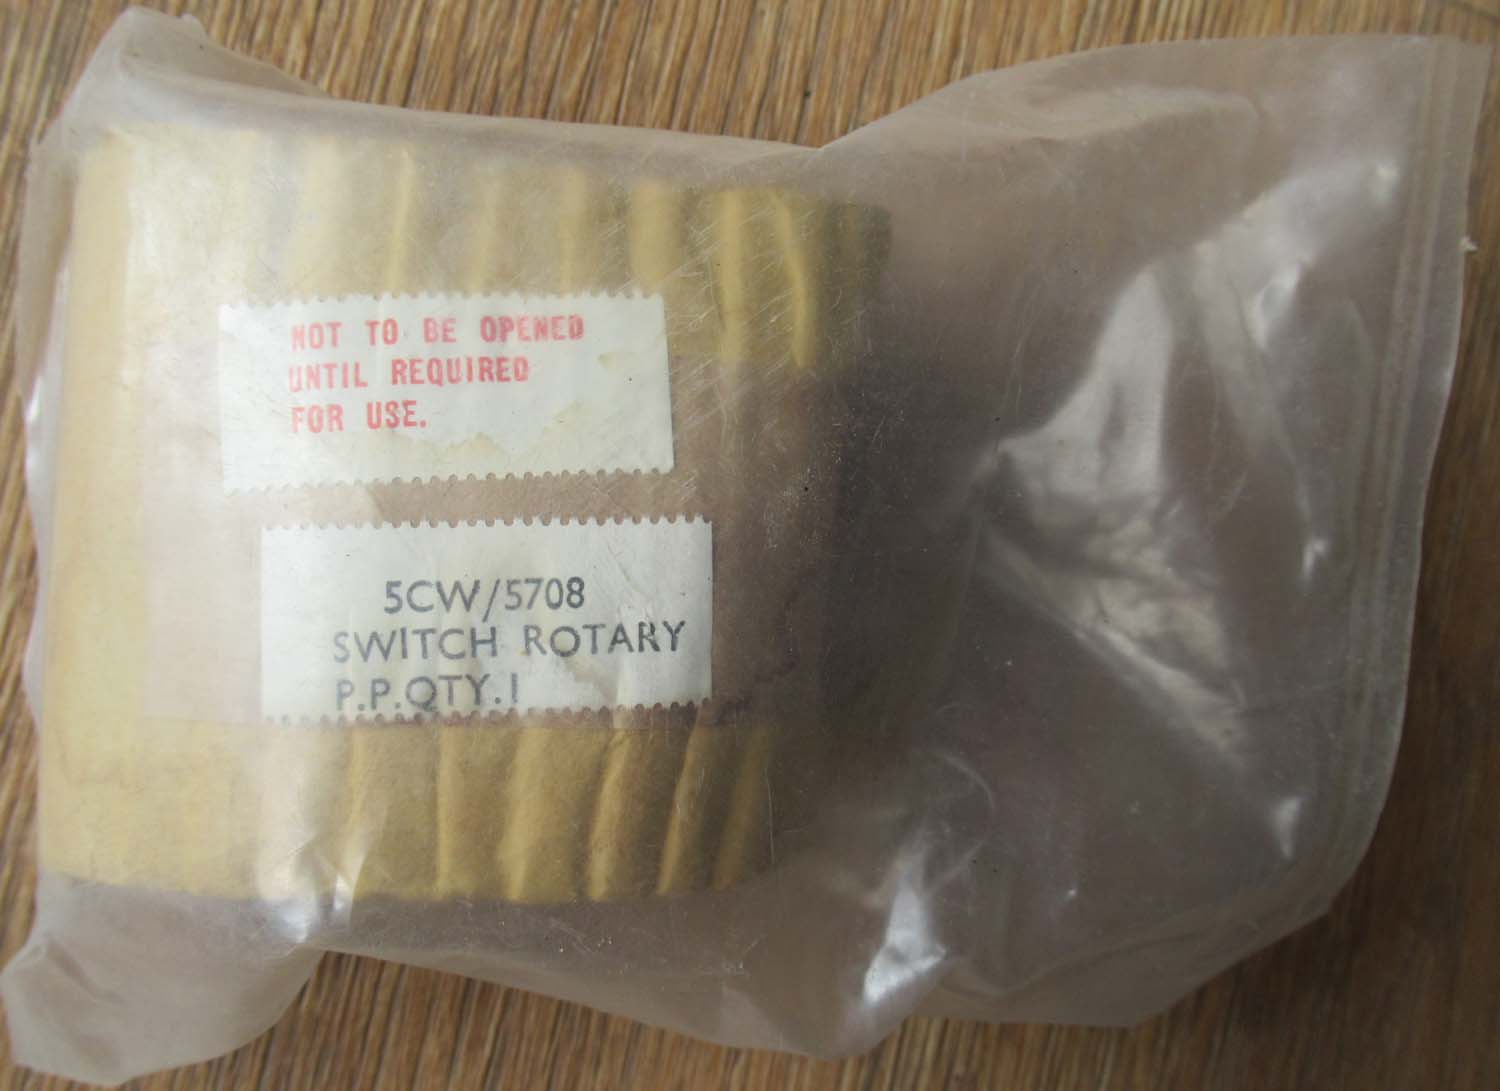 NOT TO BE OPENED
UNTIL REQUIRED
FOR USE.
5CW/5708
SWITCH ROTARY
P.P.QTY.1